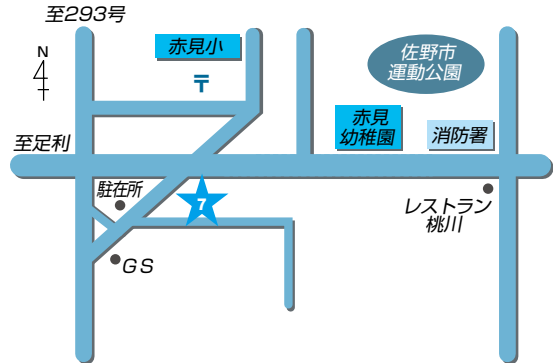 至293号
N
赤見小
〒
佐野市
運動公園
赤見
幼稚園
消防署
至足利
駐在所
7
レストラン
桃川
GS